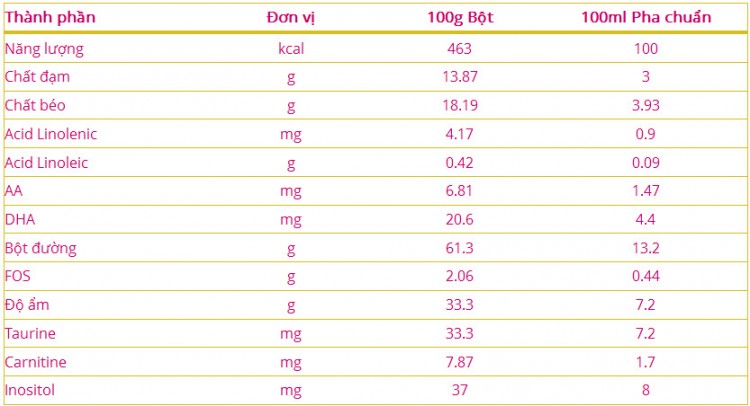 Thành phần Đơn vị 100g Bột 100ml Pha chuẩn
Năng lượng kcal 463 100
Chất đạm g 13.87 3
Chất béo g 18.19 3.93
Acid Linolenic mg 4.17 0.9
Acid Linoleic g 0.42 0.09
AA mg 6.81 1.47
DHA mg 20.6 4.4
Bột đường g 61.3 13.2
FOS g 2.06 0.44
Độ ẩm g 33.3 7.2
Taurine mg 33.3 7.2
Carnitine mg 7.87 1.7
Inositol mg 37 8